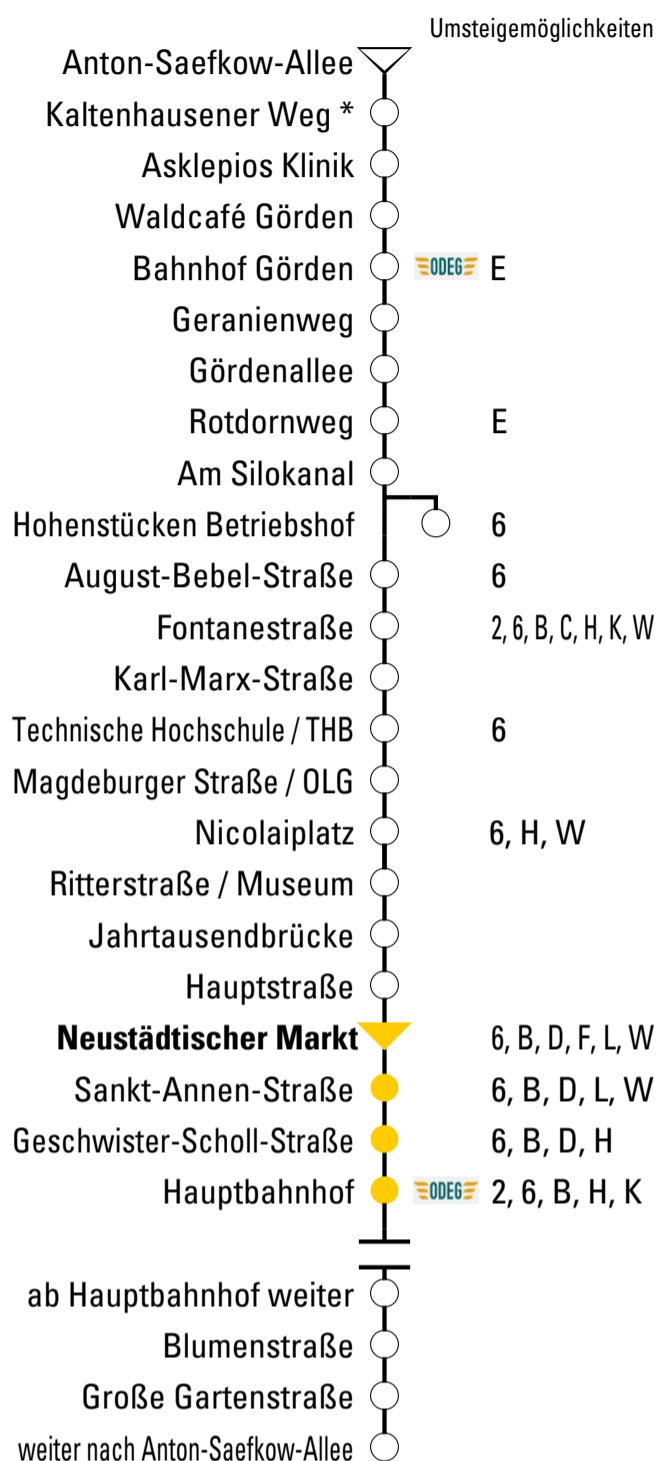 Umsteigemöglichkeiten
Anton-Saefkow-Allee
Kaltenhausener Weg *
Asklepios Klinik
Waldcafé Görden
Bahnhof Görden ODEG E
Geranienweg
Gördenallee
Rotdornweg E
Am Silokanal
Hohenstücken Betriebshof 6
August-Bebel-Straße 6
Fontanestraße 2, 6, B, C, H, K, W
Karl-Marx-Straße
Technische Hochschule / THB 6
Magdeburger Straße / OLG
Nicolaiplatz 6, H, W
Ritterstraße / Museum
Jahrtausendbrücke
Hauptstraße
Neustädtischer Markt 6, B, D, F, L, W
Sankt-Annen-Straße 6, B, D, L, W
Geschwister-Scholl-Straße 6, B, D, H
Hauptbahnhof ODEG 2, 6, B, H, K
ab Hauptbahnhof weiter
Blumenstraße
Große Gartenstraße
weiter nach Anton-Saefkow-Allee